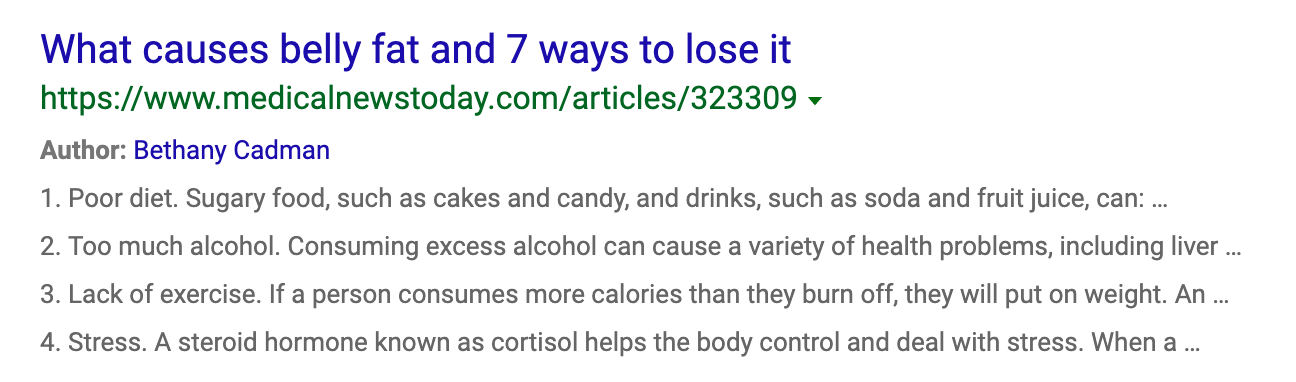 What causes belly fat and 7 ways to lose it
https://www.medicalnewstoday.com/articles/323309
Author: Bethany Cadman
1. Poor diet. Sugary food, such as cakes and candy, and drinks, such as soda and fruit juice, can: ...
2. Too much alcohol. Consuming excess alcohol can cause a variety of health problems, including liver ...
3. Lack of exercise. If a person consumes more calories than they burn off, they will put on weight. An ...
4. Stress. A steroid hormone known as cortisol helps the body control and deal with stress. When a ...